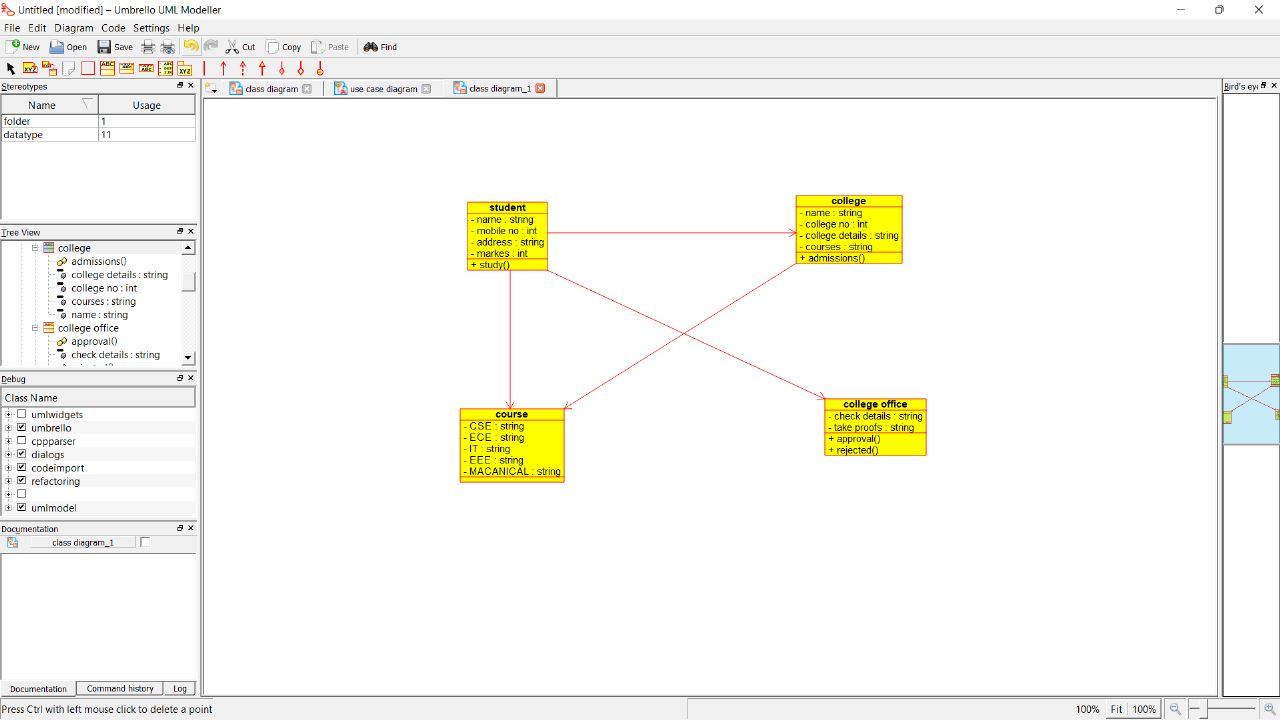 Untitled [modified] – Umbrello UML Modeller
File Edit Diagram Code Settings Help
New Open Save Cut Copy Paste Find
Stereotypes
Name Usage
folder 1
datatype 11
Tree View
college
admissions()
college details : string
college no : int
courses : string
name : string
college office
approval()
check details : string
Debug
Class Name
umlwidgets
umbrello
cppparser
dialogs
codeimport
refactoring
umlmodel
Documentation
class diagram_1
Documentation Command history Log
class diagram use case diagram class diagram_1
student
- name : string
- mobile no : int
- address : string
- markes : int
+ study()
college
- name : string
- college no : int
- college details : string
- courses : string
+ admissions()
course
- CSE : string
- ECE : string
- IT : string
- EEE : string
- MACANICAL : string
college office
- check details : string
- take proofs : string
+ approval()
+ rejected()
Bird's eye
Press Ctrl with left mouse click to delete a point
100% Fit 100%